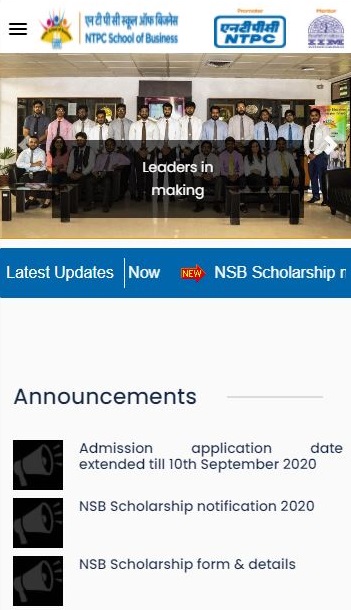 एन टी पी सी स्कूल ऑफ बिजनेस
NTPC School of Business
Promoter
एनटीपीसी
NTPC
Mentor
IIM
Leaders in
making
Latest Updates Now NEW NSB Scholarship n
Announcements
Admission application date
extended till 10th September 2020
NSB Scholarship notification 2020
NSB Scholarship form & details